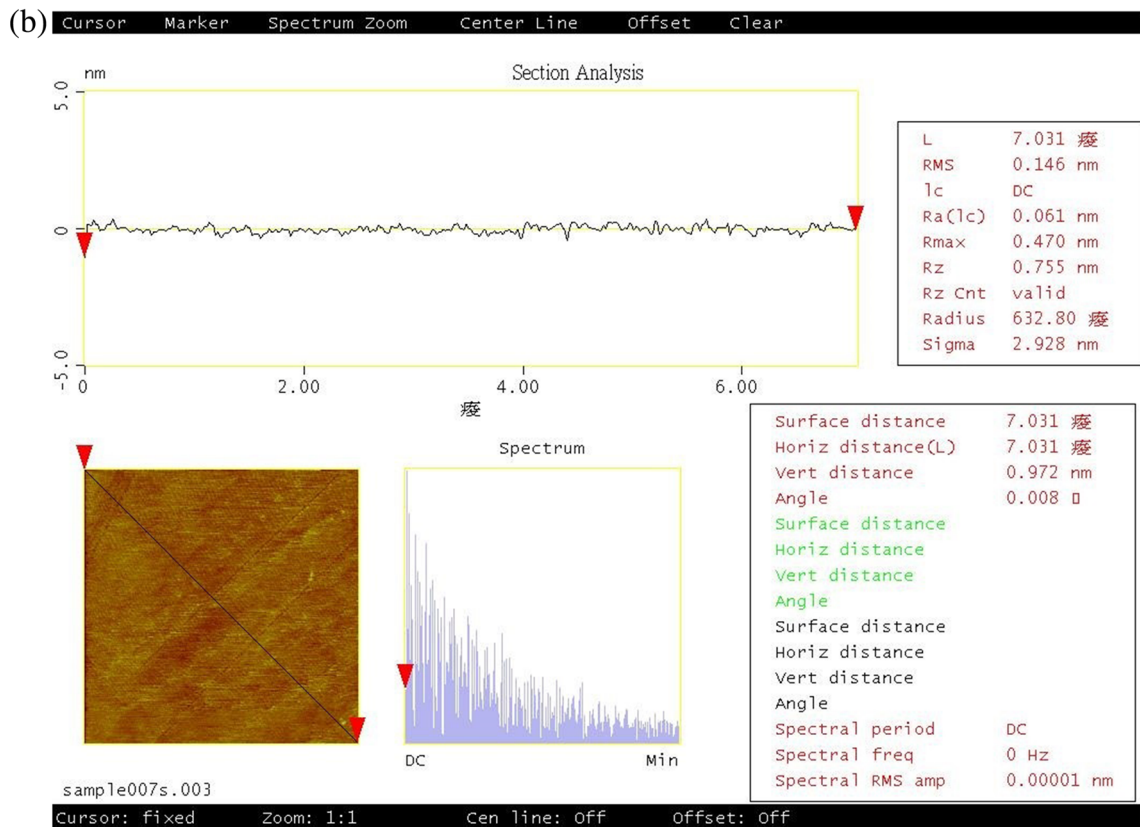 (b)
Cursor Marker Spectrum Zoom Center Line Offset Clear
Section Analysis
nm
5.0
0
-5.0
0 2.00 4.00 6.00
癦
L 7.031 癦
RMS 0.146 nm
lc DC
Ra(lc) 0.061 nm
Rmax 0.470 nm
Rz 0.755 nm
Rz Cnt valid
Radius 632.80 癦
Sigma 2.928 nm
Spectrum
DC Min
Surface distance 7.031 癦
Horiz distance(L) 7.031 癦
Vert distance 0.972 nm
Angle 0.008
Surface distance
Horiz distance
Vert distance
Angle
Surface distance
Horiz distance
Vert distance
Angle
Spectral period DC
Spectral freq 0 Hz
Spectral RMS amp 0.00001 nm
sample007s.003
Cursor: fixed Zoom: 1:1 Cen line: Off Offset: Off